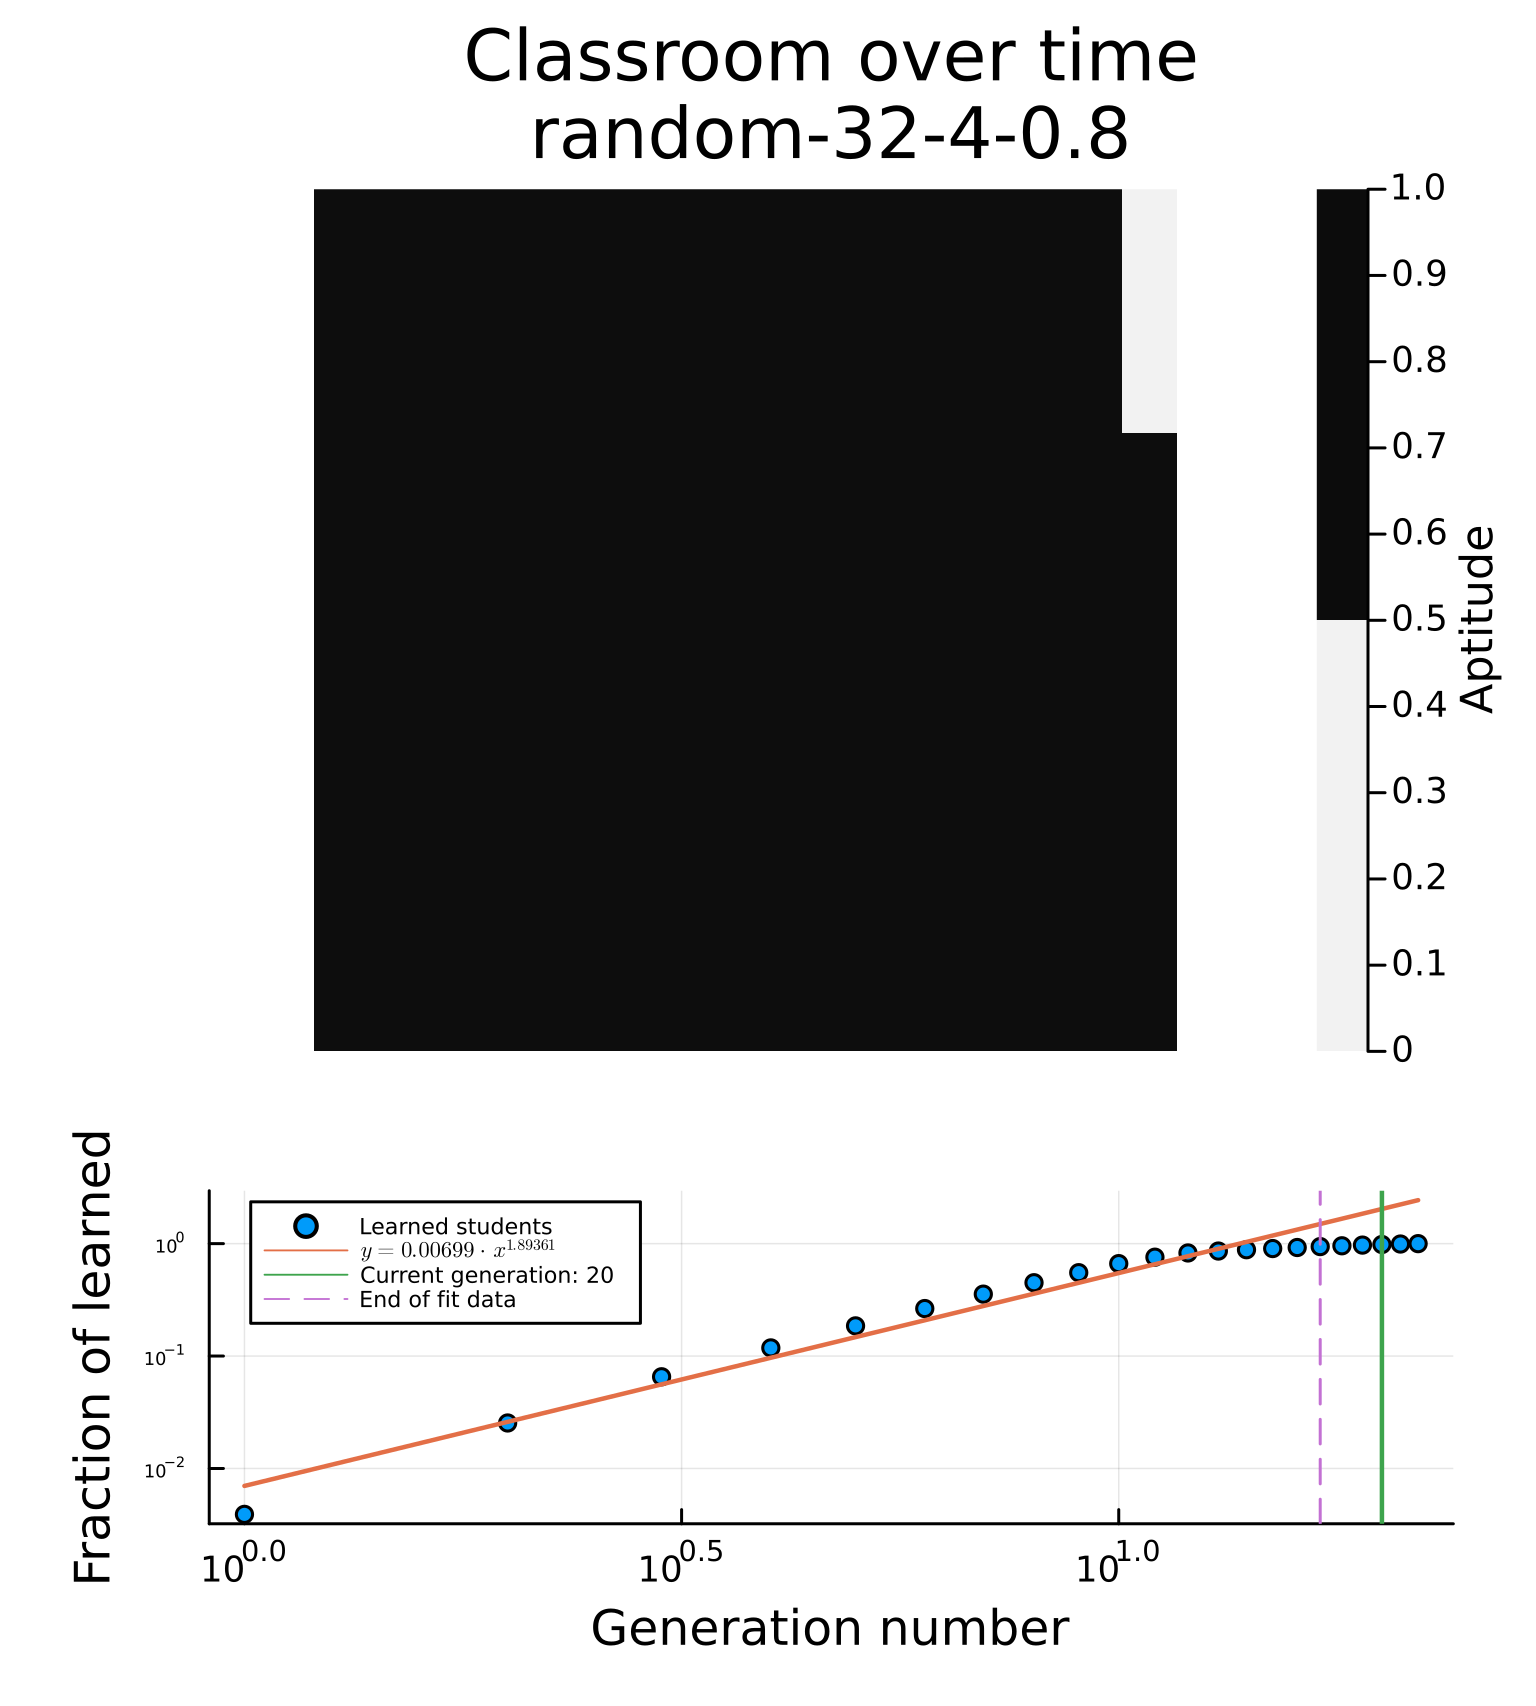 Classroom over time
random-32-4-0.8
1.0
0.9
0.8
0.7
0.6
0.5
0.4
0.3
0.2
0.1
0
Aptitude
Fraction of learned
10⁰
10⁻¹
10⁻²
Learned students
y = 0.00699 · x^1.89361
Current generation: 20
End of fit data
10^0.0
10^0.5
10^1.0
Generation number